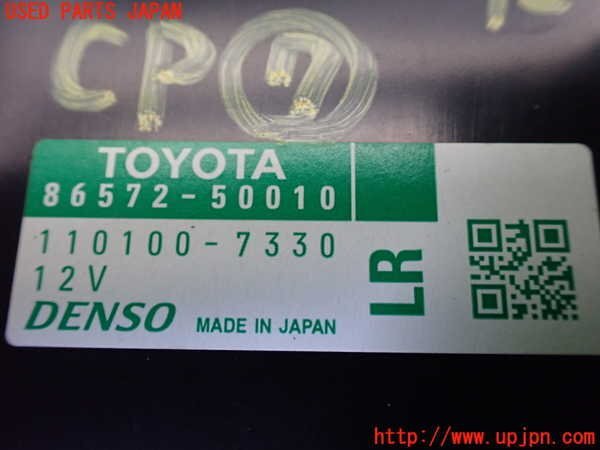 USED PARTS JAPAN
CP⑦
TOYOTA
86572-50010
110100-7330
12V
LR
DENSO MADE IN JAPAN
http://www.upjpn.com/